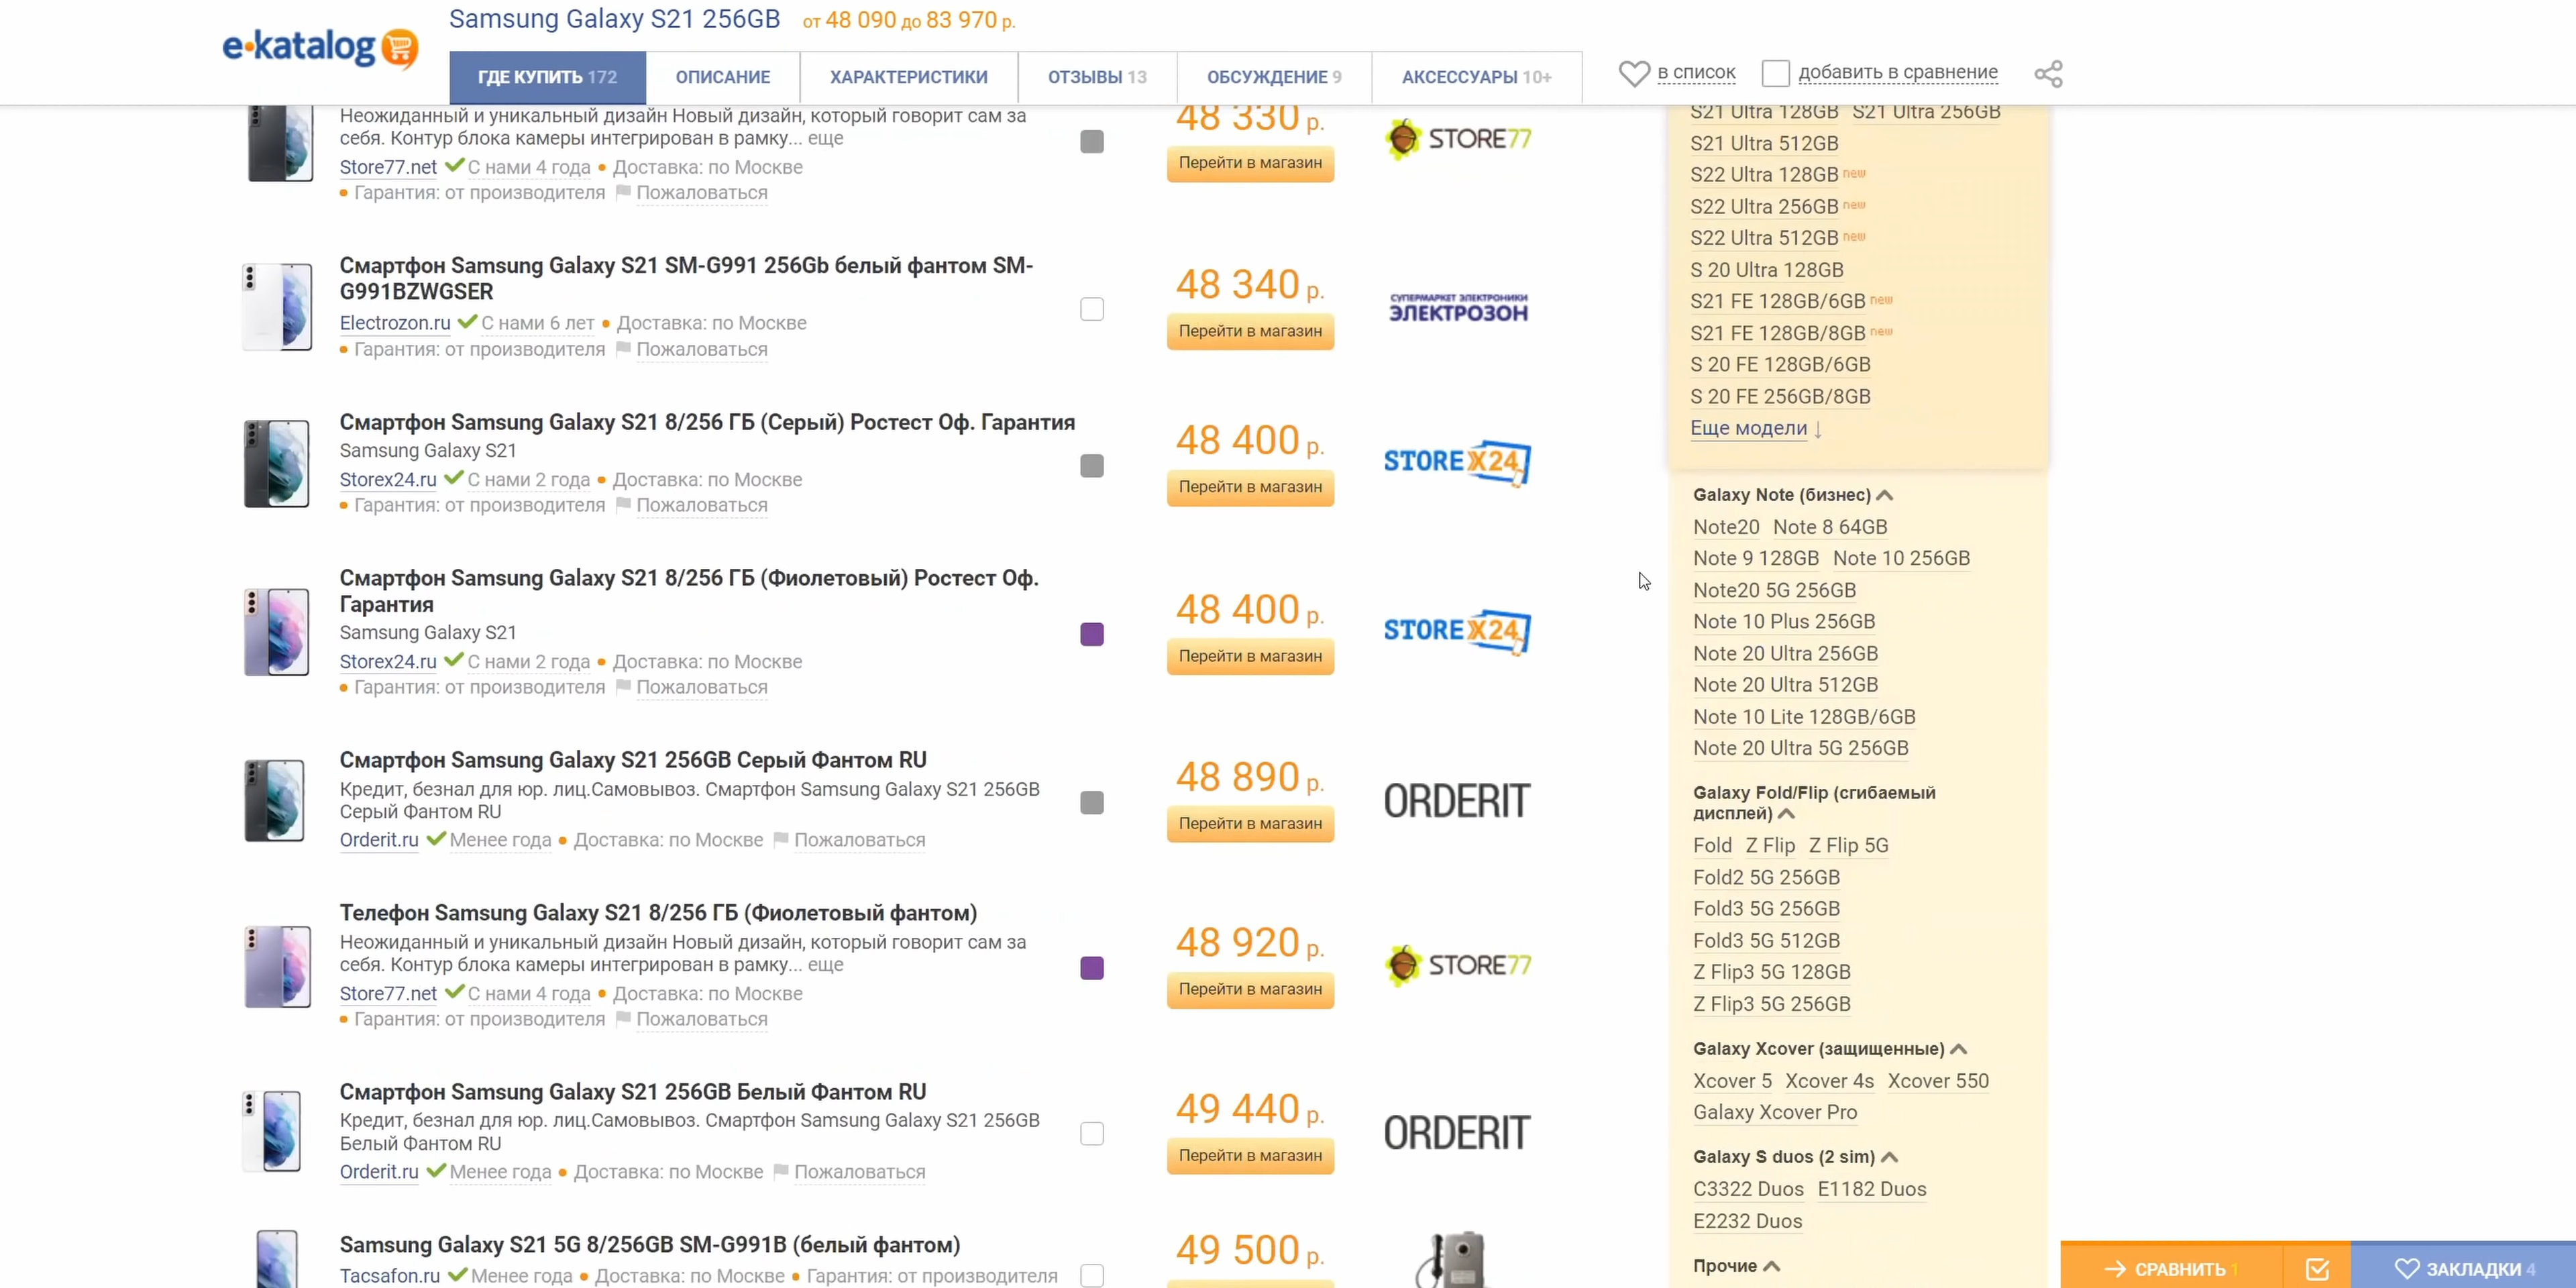 e•katalog
Samsung Galaxy S21 256GB от 48 090 до 83 970 р.
ГДЕ КУПИТЬ 172 ОПИСАНИЕ ХАРАКТЕРИСТИКИ ОТЗЫВЫ 13 ОБСУЖДЕНИЕ 9 АКСЕССУАРЫ 10+
в список добавить в сравнение
Неожиданный и уникальный дизайн Новый дизайн, который говорит сам за
себя. Контур блока камеры интегрирован в рамку... еще
Store77.net С нами 4 года • Доставка: по Москве
• Гарантия: от производителя Пожаловаться
48 330 р.
Перейти в магазин
STORE77
Смартфон Samsung Galaxy S21 SM-G991 256Gb белый фантом SM-
G991BZWGSER
Electrozon.ru С нами 6 лет • Доставка: по Москве
• Гарантия: от производителя Пожаловаться
48 340 р.
Перейти в магазин
СУПЕРМАРКЕТ ЭЛЕКТРОНИКИ
ЭЛЕКТРОЗОН
Смартфон Samsung Galaxy S21 8/256 ГБ (Серый) Ростест Оф. Гарантия
Samsung Galaxy S21
Storex24.ru С нами 2 года • Доставка: по Москве
• Гарантия: от производителя Пожаловаться
48 400 р.
Перейти в магазин
STORE X24
Смартфон Samsung Galaxy S21 8/256 ГБ (Фиолетовый) Ростест Оф.
Гарантия
Samsung Galaxy S21
Storex24.ru С нами 2 года • Доставка: по Москве
• Гарантия: от производителя Пожаловаться
48 400 р.
Перейти в магазин
STORE X24
Смартфон Samsung Galaxy S21 256GB Серый Фантом RU
Кредит, безнал для юр. лиц.Самовывоз. Смартфон Samsung Galaxy S21 256GB
Серый Фантом RU
Orderit.ru Менее года • Доставка: по Москве Пожаловаться
48 890 р.
Перейти в магазин
ORDERIT
Телефон Samsung Galaxy S21 8/256 ГБ (Фиолетовый фантом)
Неожиданный и уникальный дизайн Новый дизайн, который говорит сам за
себя. Контур блока камеры интегрирован в рамку... еще
Store77.net С нами 4 года • Доставка: по Москве
• Гарантия: от производителя Пожаловаться
48 920 р.
Перейти в магазин
STORE77
Смартфон Samsung Galaxy S21 256GB Белый Фантом RU
Кредит, безнал для юр. лиц.Самовывоз. Смартфон Samsung Galaxy S21 256GB
Белый Фантом RU
Orderit.ru Менее года • Доставка: по Москве Пожаловаться
49 440 р.
Перейти в магазин
ORDERIT
Samsung Galaxy S21 5G 8/256GB SM-G991B (белый фантом)
Tacsafon.ru Менее года • Доставка: по Москве • Гарантия: от производителя
49 500 р.
S21 Ultra 128GB S21 Ultra 256GB
S21 Ultra 512GB
S22 Ultra 128GB new
S22 Ultra 256GB new
S22 Ultra 512GB new
S 20 Ultra 128GB
S21 FE 128GB/6GB new
S21 FE 128GB/8GB new
S 20 FE 128GB/6GB
S 20 FE 256GB/8GB
Еще модели ↓
Galaxy Note (бизнес)
Note20 Note 8 64GB
Note 9 128GB Note 10 256GB
Note20 5G 256GB
Note 10 Plus 256GB
Note 20 Ultra 256GB
Note 20 Ultra 512GB
Note 10 Lite 128GB/6GB
Note 20 Ultra 5G 256GB
Galaxy Fold/Flip (сгибаемый
дисплей)
Fold Z Flip Z Flip 5G
Fold2 5G 256GB
Fold3 5G 256GB
Fold3 5G 512GB
Z Flip3 5G 128GB
Z Flip3 5G 256GB
Galaxy Xcover (защищенные)
Xcover 5 Xcover 4s Xcover 550
Galaxy Xcover Pro
Galaxy S duos (2 sim)
C3322 Duos E1182 Duos
E2232 Duos
Прочие
→ СРАВНИТЬ 1 ЗАКЛАДКИ 4